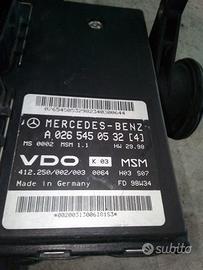 MERCEDES-BENZ
A 026 545 05 32 [4]
MS 0002 MSM 1.1 HW 29.98
VDO K 03 MSM
412.250/002/003 0064 H03 S07
Made in Germany FD 98W34
subito